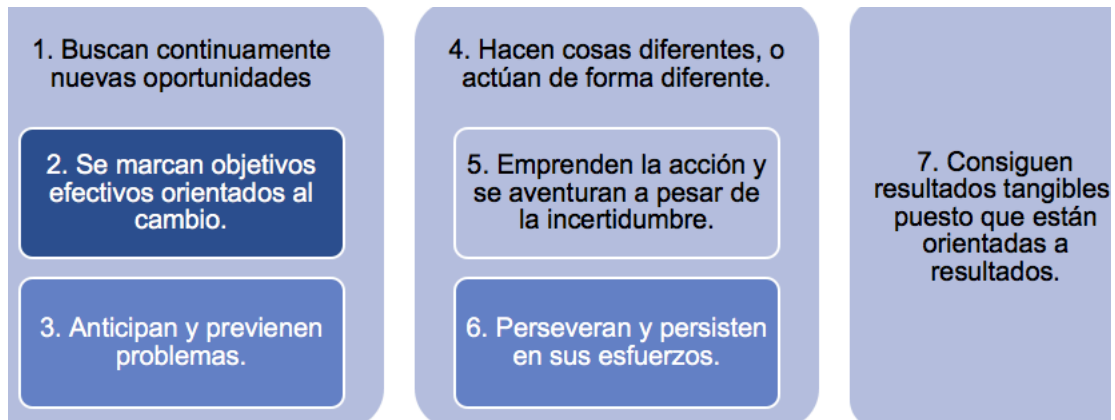 1. Buscan continuamente
nuevas oportunidades
2. Se marcan objetivos
efectivos orientados al
cambio.
3. Anticipan y previenen
problemas.
4. Hacen cosas diferentes, o
actúan de forma diferente.
5. Emprenden la acción y
se aventuran a pesar de
la incertidumbre.
6. Perseveran y persisten
en sus esfuerzos.
7. Consiguen
resultados tangibles
puesto que están
orientadas a
resultados.